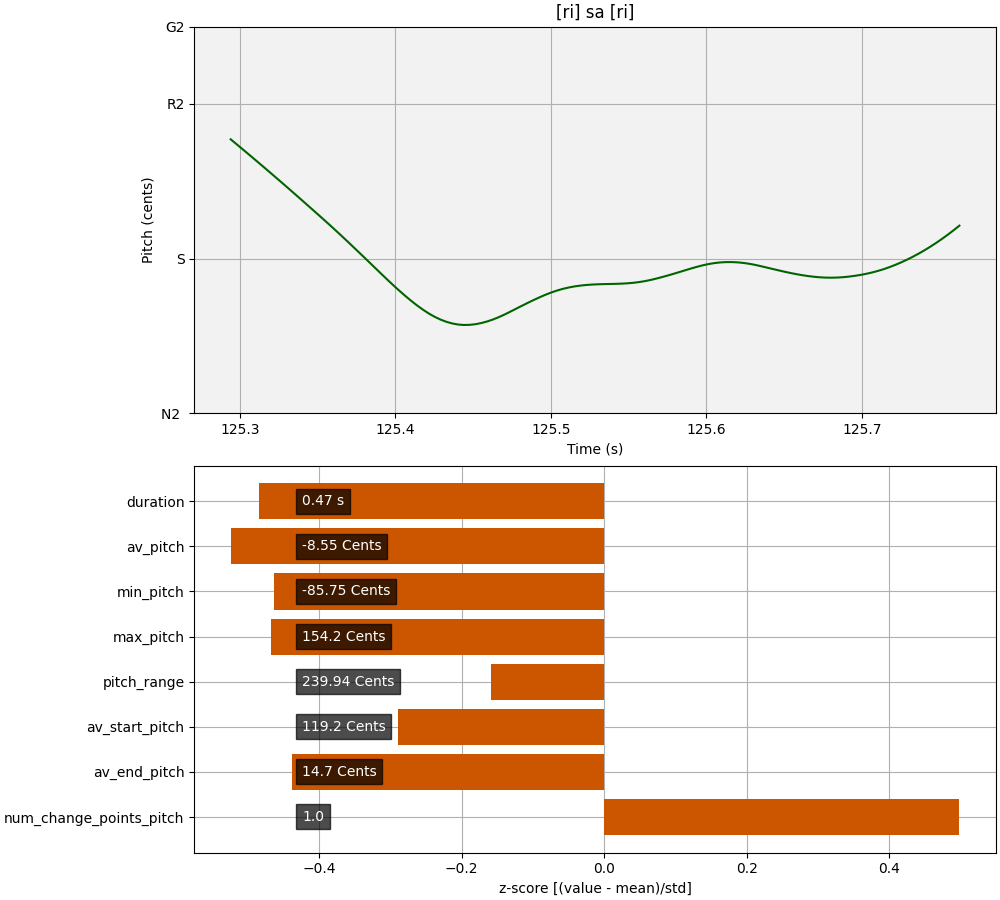 [ri] sa [ri]
G2
R2
S
N2
Pitch (cents)
125.3 125.4 125.5 125.6 125.7
Time (s)
duration 0.47 s
av_pitch -8.55 Cents
min_pitch -85.75 Cents
max_pitch 154.2 Cents
pitch_range 239.94 Cents
av_start_pitch 119.2 Cents
av_end_pitch 14.7 Cents
num_change_points_pitch 1.0
−0.4 −0.2 0.0 0.2 0.4
z-score [(value - mean)/std]